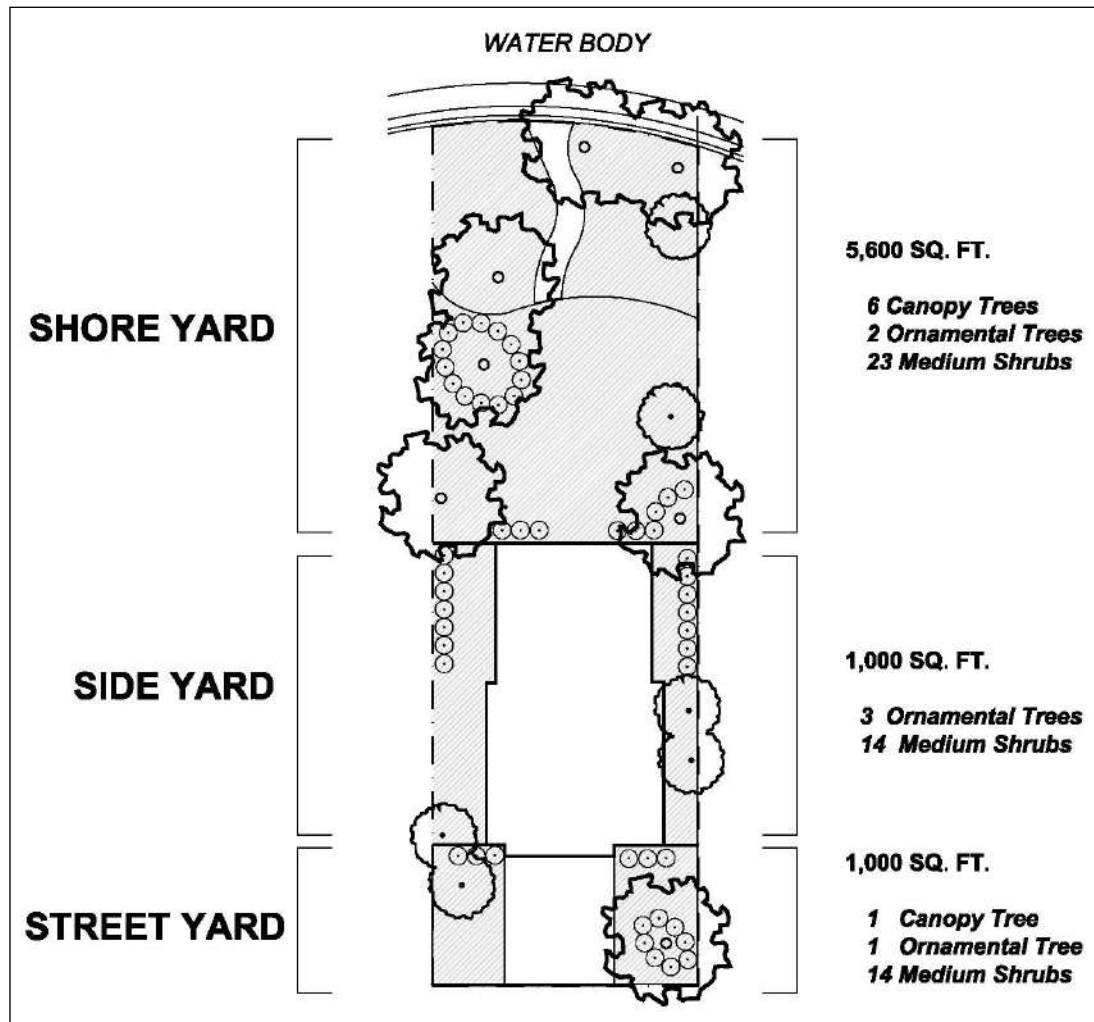 WATER BODY
SHORE YARD
5,600 SQ. FT.
6 Canopy Trees
2 Ornamental Trees
23 Medium Shrubs
SIDE YARD
1,000 SQ. FT.
3 Ornamental Trees
14 Medium Shrubs
STREET YARD
1,000 SQ. FT.
1 Canopy Tree
1 Ornamental Tree
14 Medium Shrubs